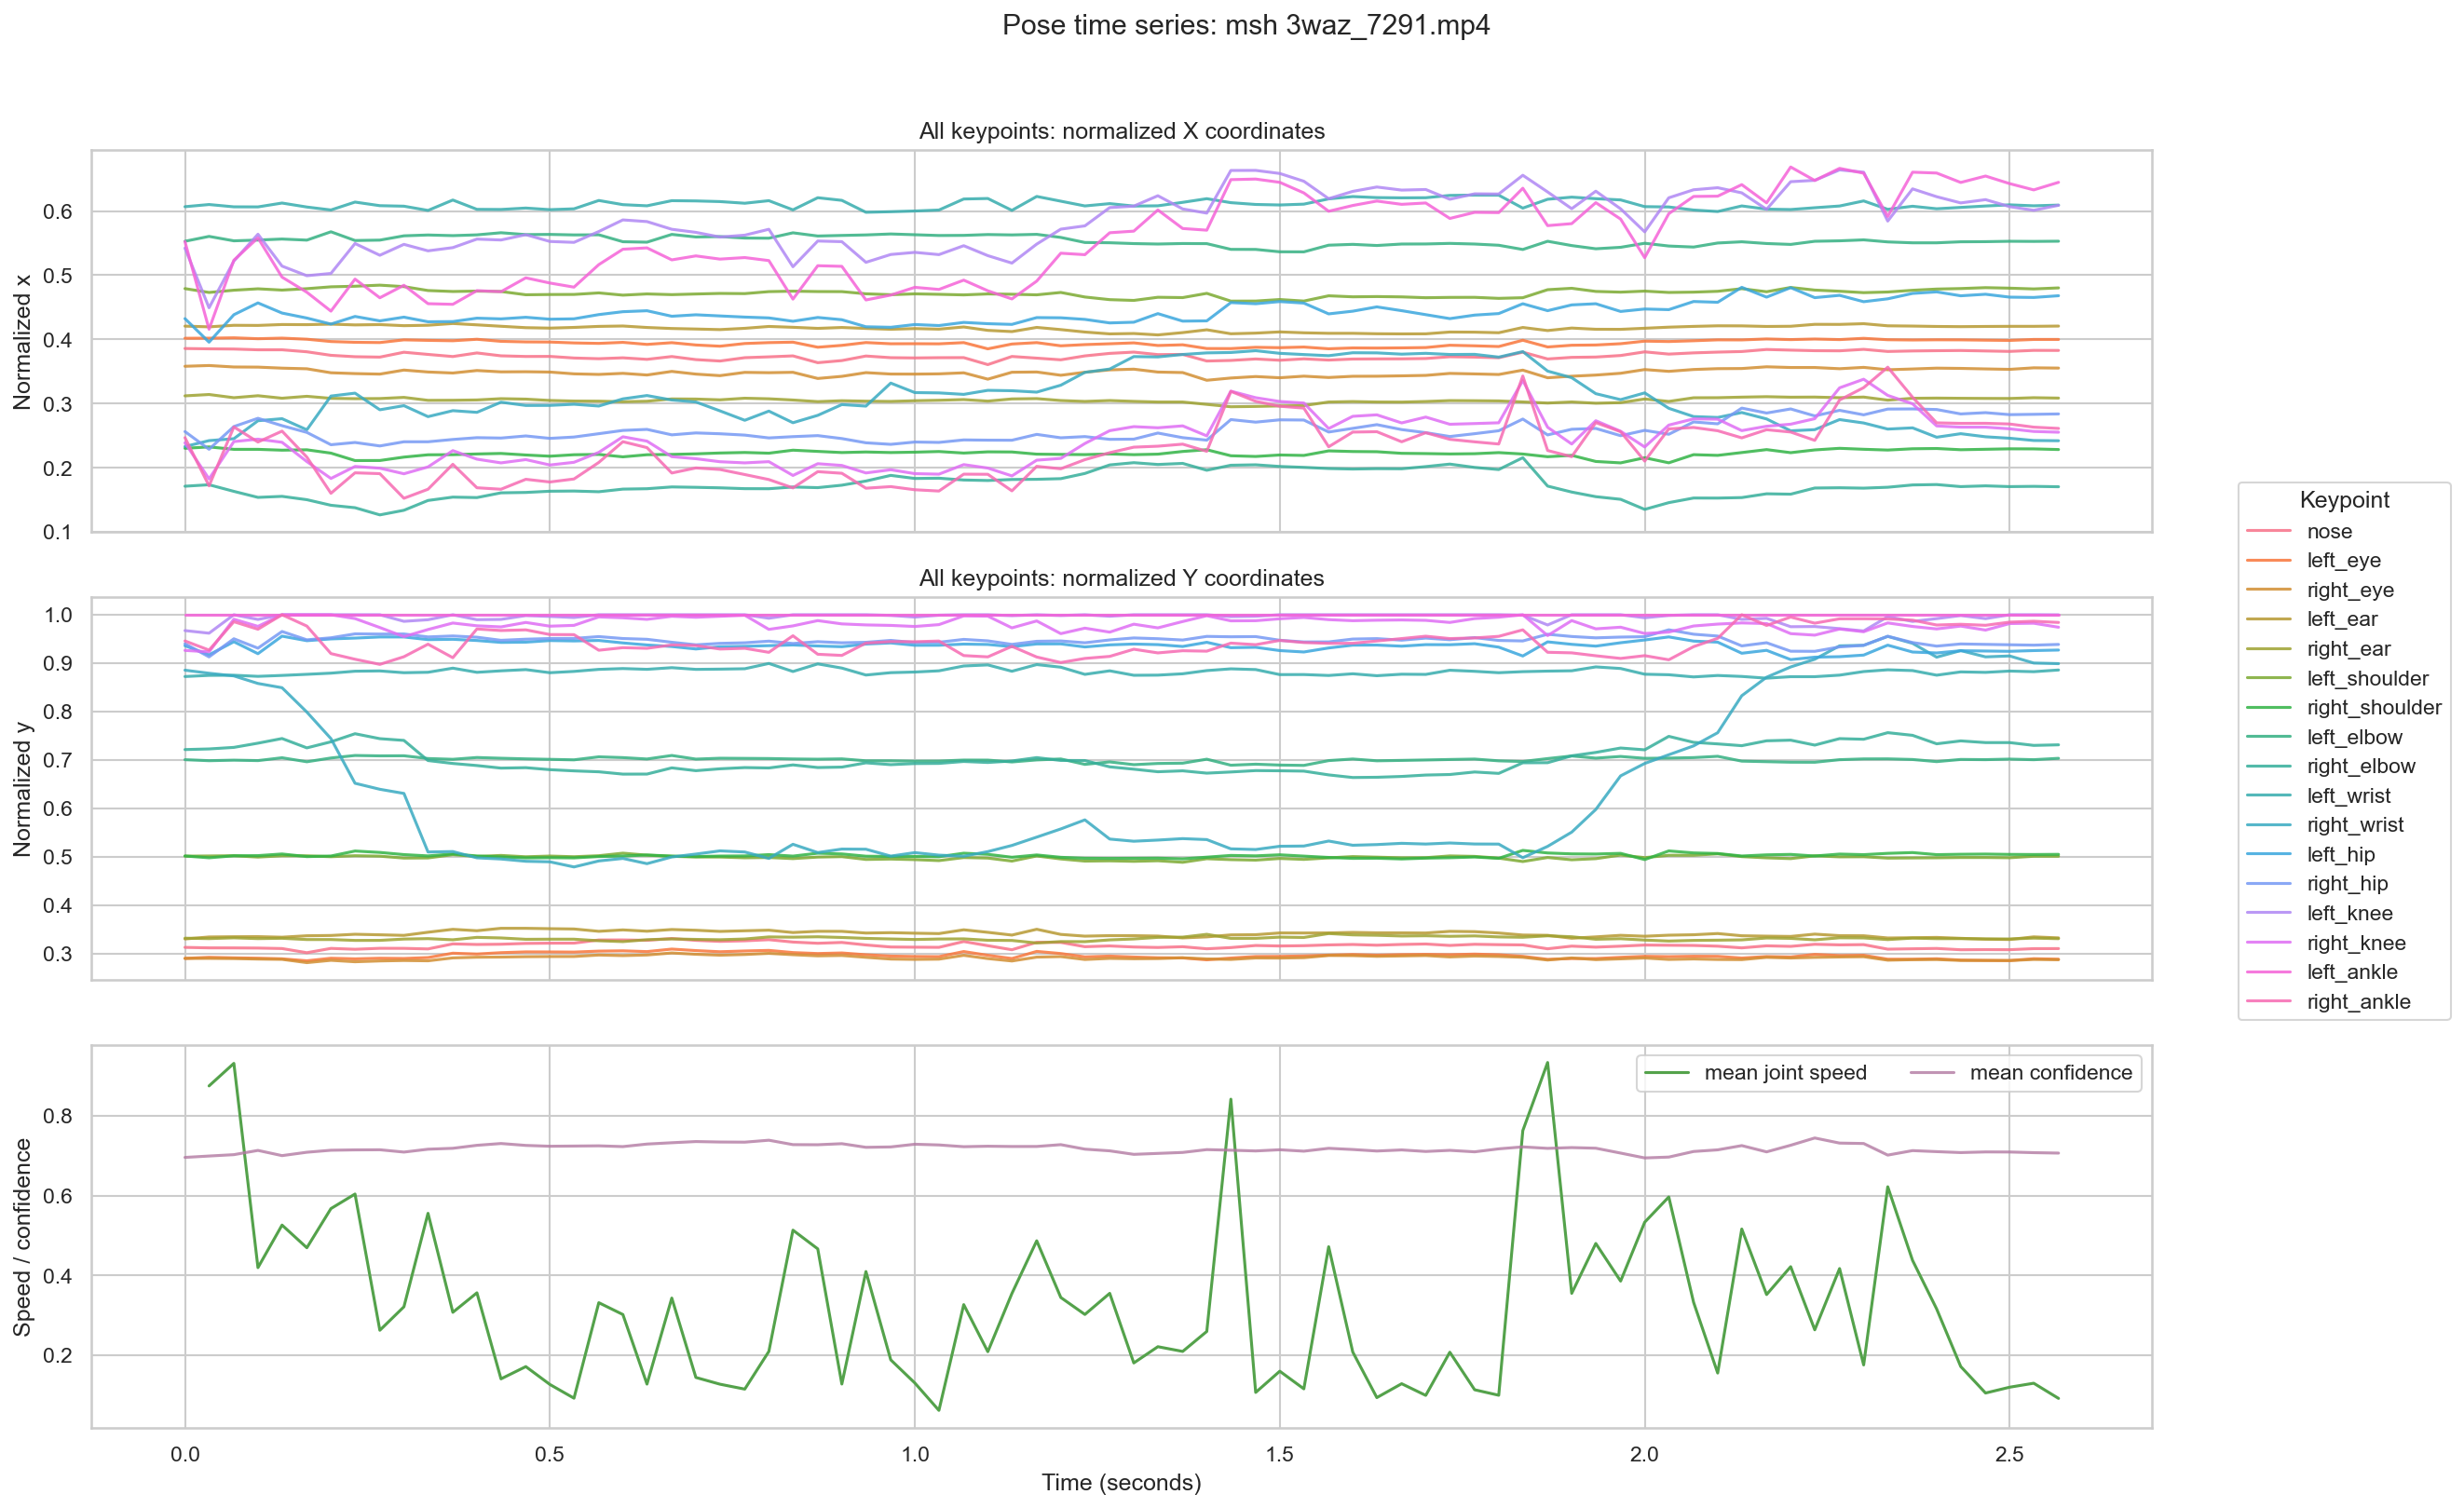 Pose time series: msh 3waz_7291.mp4
All keypoints: normalized X coordinates
Normalized x
0.6
0.5
0.4
0.3
0.2
0.1
All keypoints: normalized Y coordinates
Normalized y
1.0
0.9
0.8
0.7
0.6
0.5
0.4
0.3
Keypoint
nose
left_eye
right_eye
left_ear
right_ear
left_shoulder
right_shoulder
left_elbow
right_elbow
left_wrist
right_wrist
left_hip
right_hip
left_knee
right_knee
left_ankle
right_ankle
Speed / confidence
0.8
0.6
0.4
0.2
mean joint speed
mean confidence
0.0
0.5
1.0
1.5
2.0
2.5
Time (seconds)